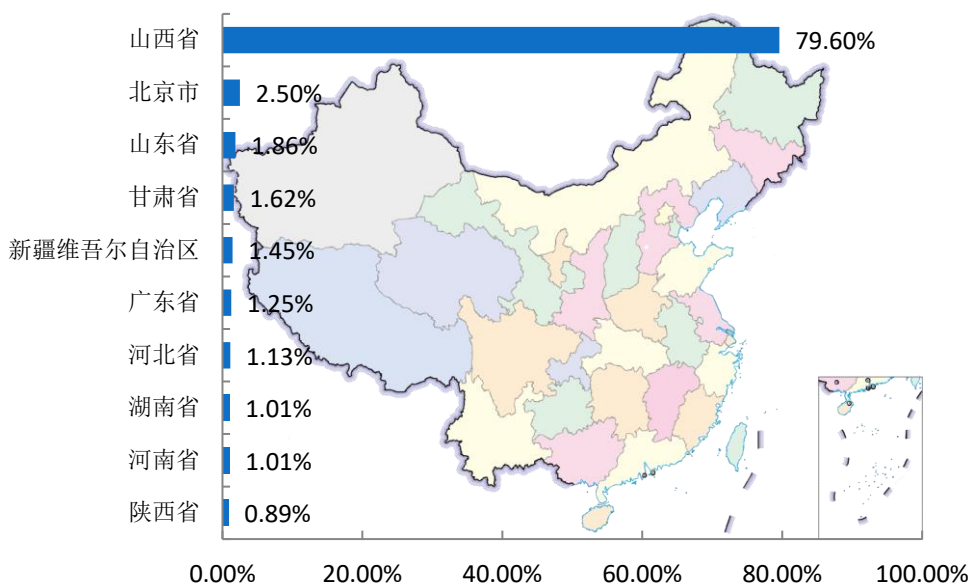 山西省 79.60%
北京市 2.50%
山东省 1.86%
甘肃省 1.62%
新疆维吾尔自治区 1.45%
广东省 1.25%
河北省 1.13%
湖南省 1.01%
河南省 1.01%
陕西省 0.89%
0.00% 20.00% 40.00% 60.00% 80.00% 100.00%